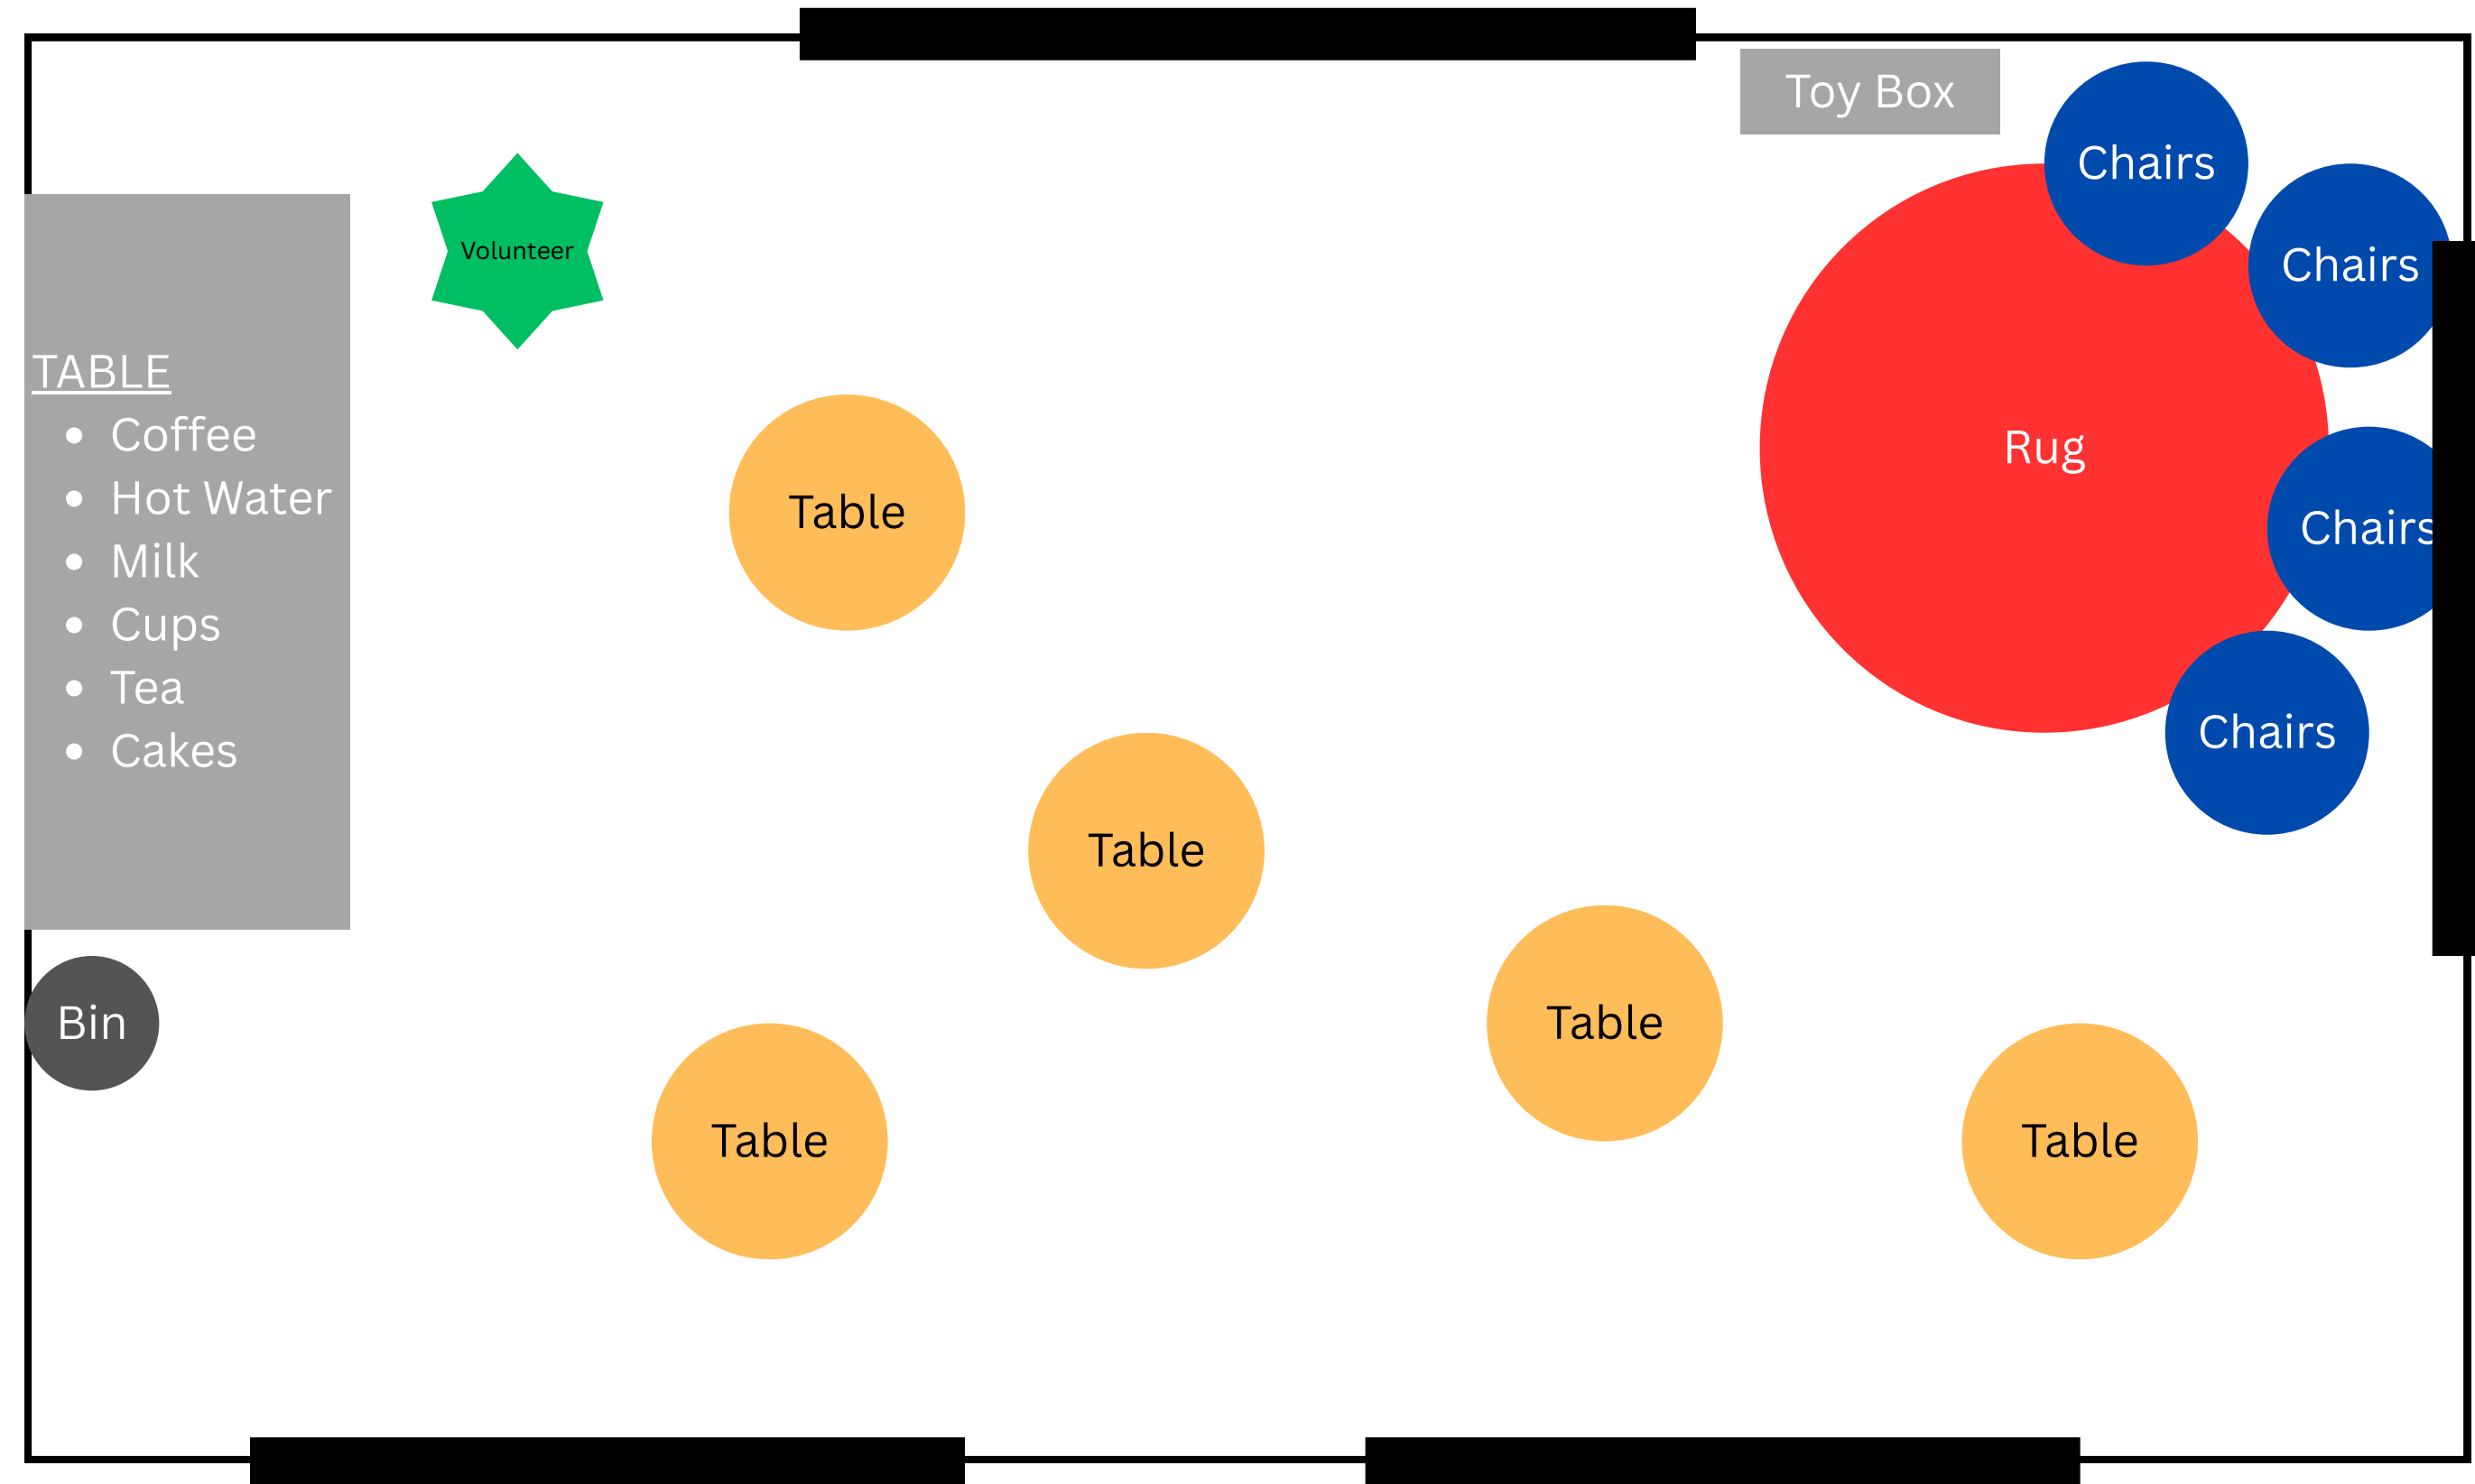 Toy Box
Chairs
Volunteer
Chairs
TABLE
Coffee
Hot Water
Milk
Cups
Tea
Cakes
Table
Rug
Chairs
Chairs
Table
Bin
Table
Table
Table